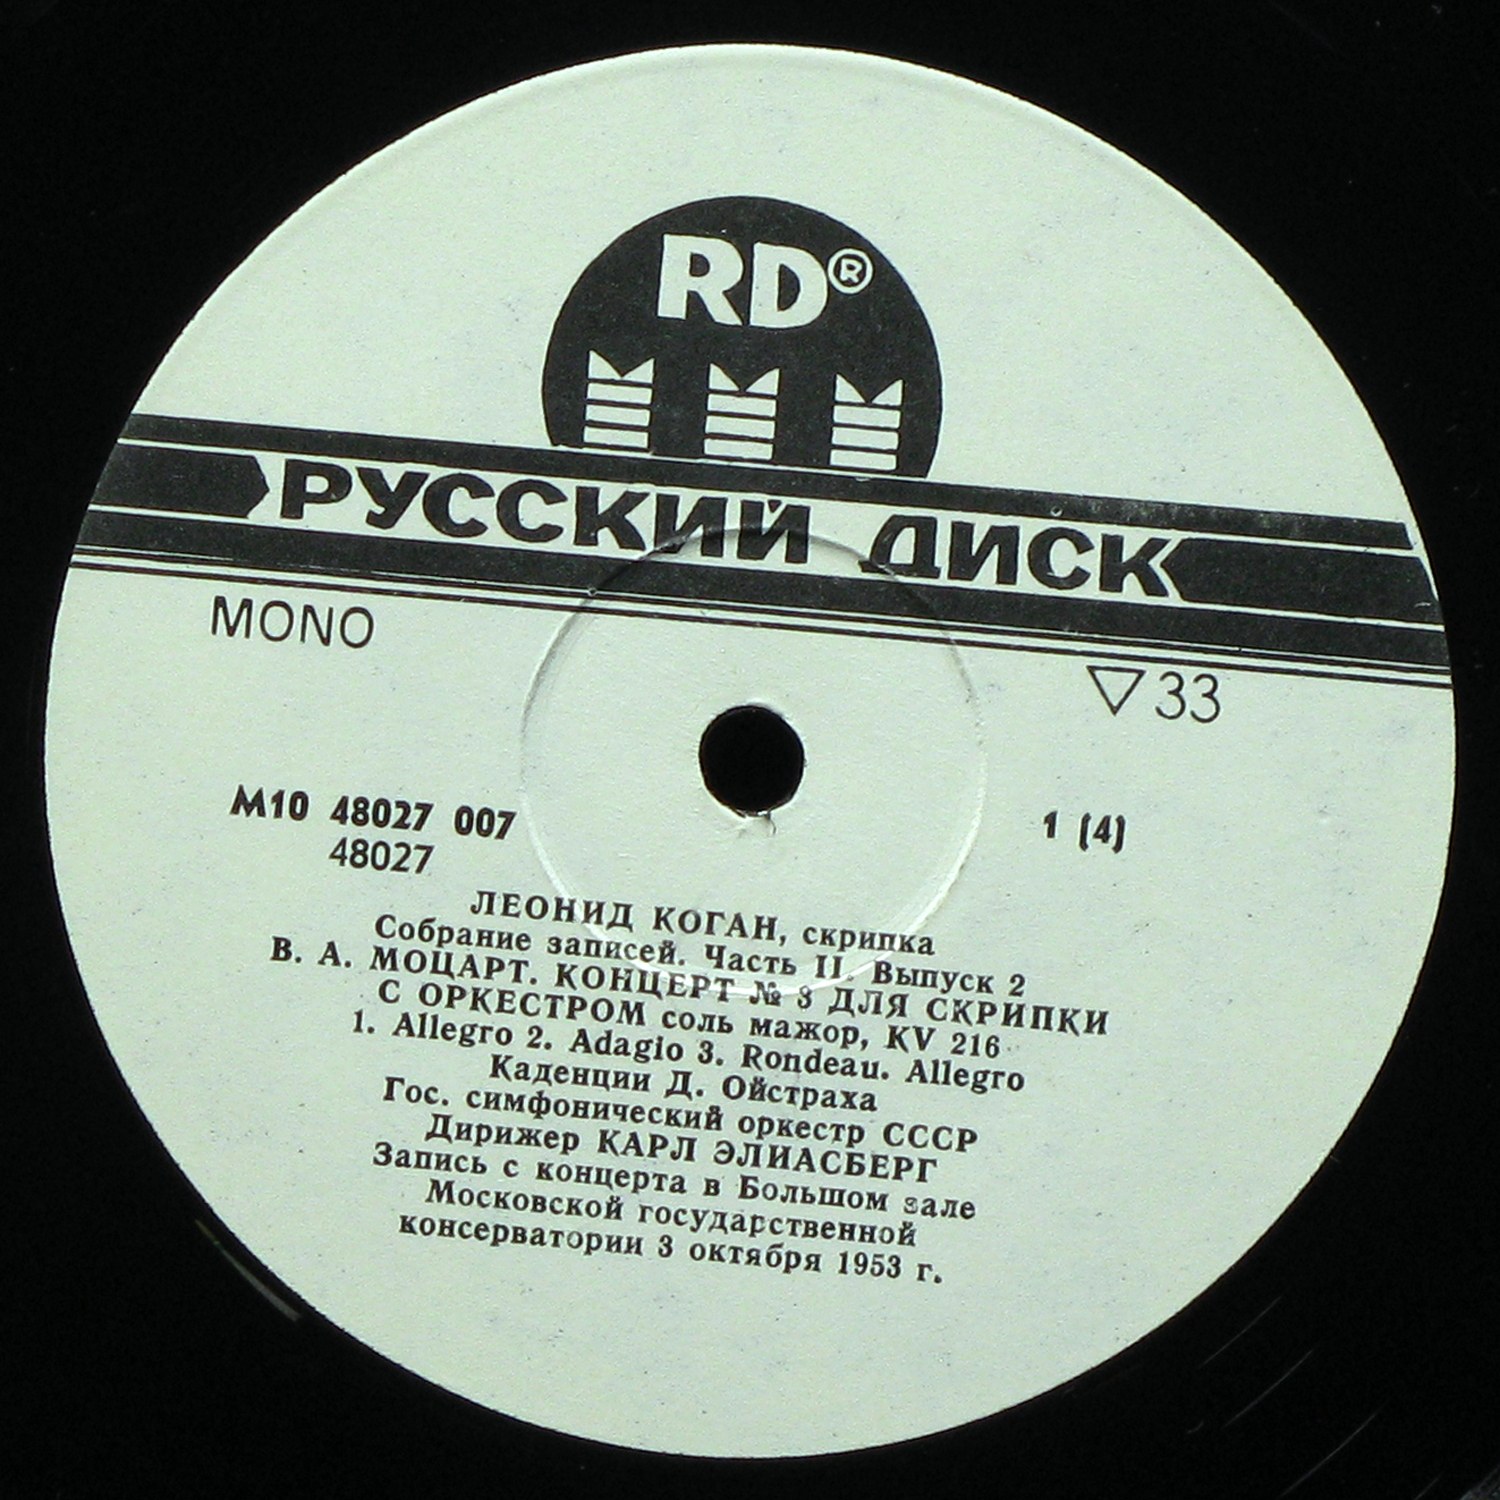 RD®
РУССКИЙ ДИСК
MONO
▽33
М10 48027 007
1 (4)
48027
ЛЕОНИД КОГАН, скрипка
Собрание записей. Часть II. Выпуск 2
В. А. МОЦАРТ. КОНЦЕРТ № 3 ДЛЯ СКРИПКИ
С ОРКЕСТРОМ соль мажор, KV 216
1. Allegro 2. Adagio 3. Rondeau. Allegro
Каденции Д. Ойстраха
Гос. симфонический оркестр СССР
Дирижер КАРЛ ЭЛИАСБЕРГ
Запись с концерта в Большом зале
Московской государственной
консерватории 3 октября 1953 г.